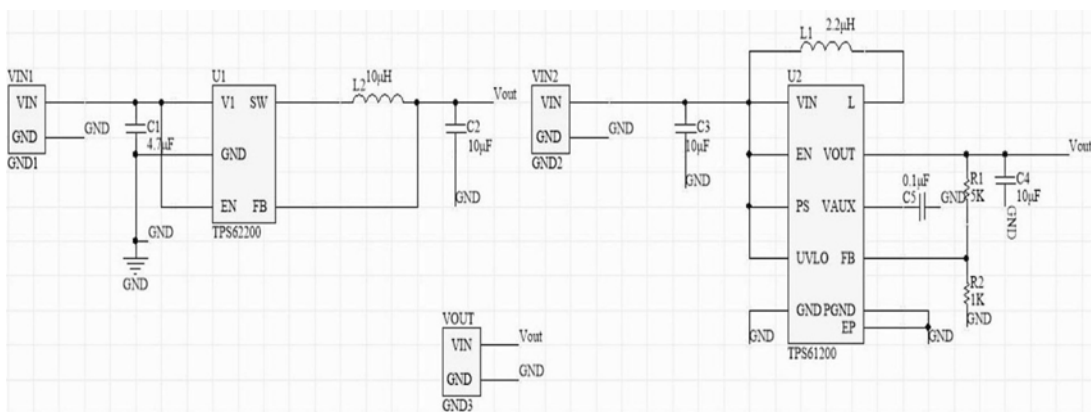 VIN1
VIN
GND
GND1
GND
C1
4.7μF
GND
GND
U1
V1
SW
GND
EN
FB
TPS62200
10μH
L2
Vout
C2
10μF
GND
VIN2
VIN
GND
GND2
GND
C3
10μF
GND
L1
2.2μH
U2
VIN
L
EN
VOUT
PS
VAUX
UVLO
FB
GND
PGND
EP
TPS61200
GND
GND
0.1μF
C5
GND
R1
5K
C4
10μF
GND
Vout
R2
1K
GND
VOUT
VIN
GND
GND3
Vout
GND